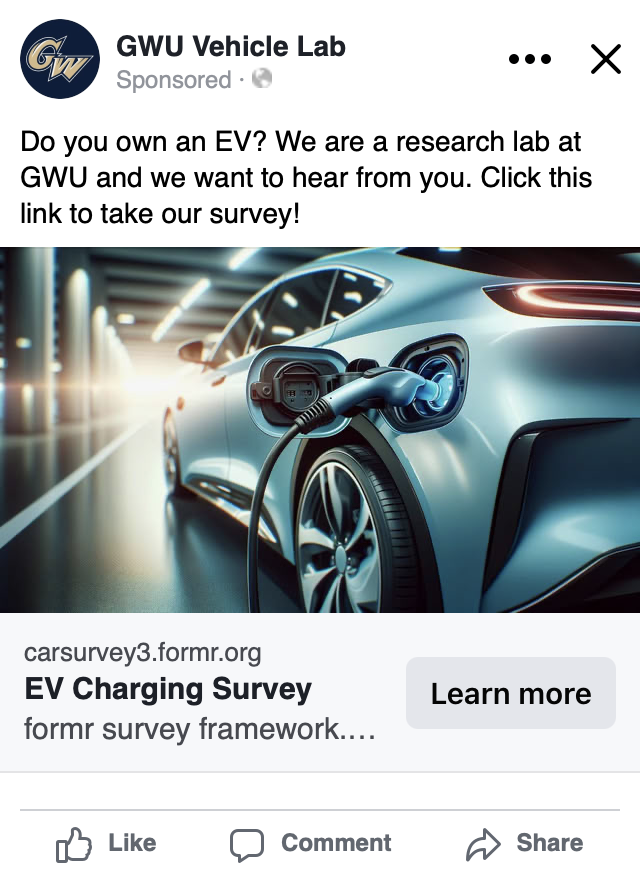 GW
GWU Vehicle Lab
Sponsored ·
Do you own an EV? We are a research lab at
GWU and we want to hear from you. Click this
link to take our survey!
carsurvey3.formr.org
EV Charging Survey
formr survey framework....
Learn more
Like
Comment
Share